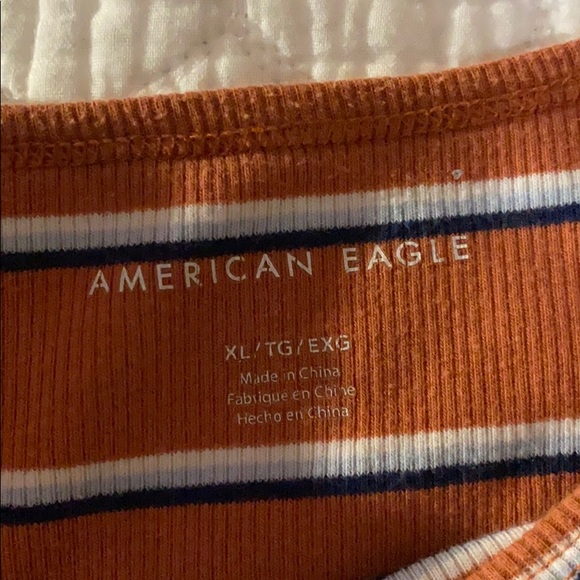 AMERICAN EAGLE
XL/TG/EXG
Made in China
Fabriqué en Chine
Hecho en China